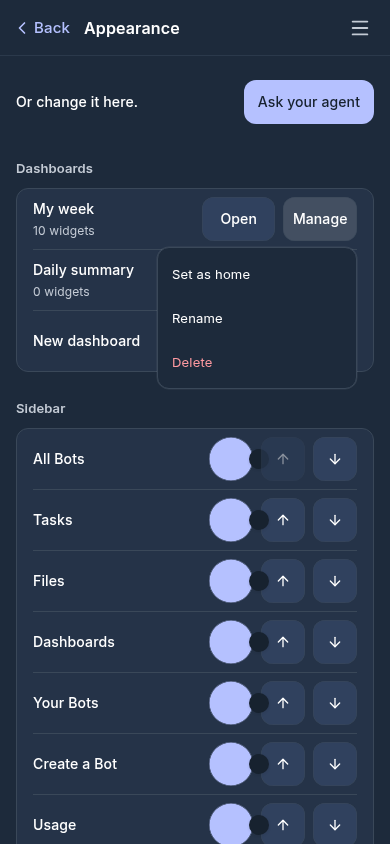 Back Appearance
Or change it here.
Ask your agent
Dashboards
My week
10 widgets
Open
Manage
Daily summary
0 widgets
Set as home
Rename
New dashboard
Delete
Sidebar
All Bots
Tasks
Files
Dashboards
Your Bots
Create a Bot
Usage